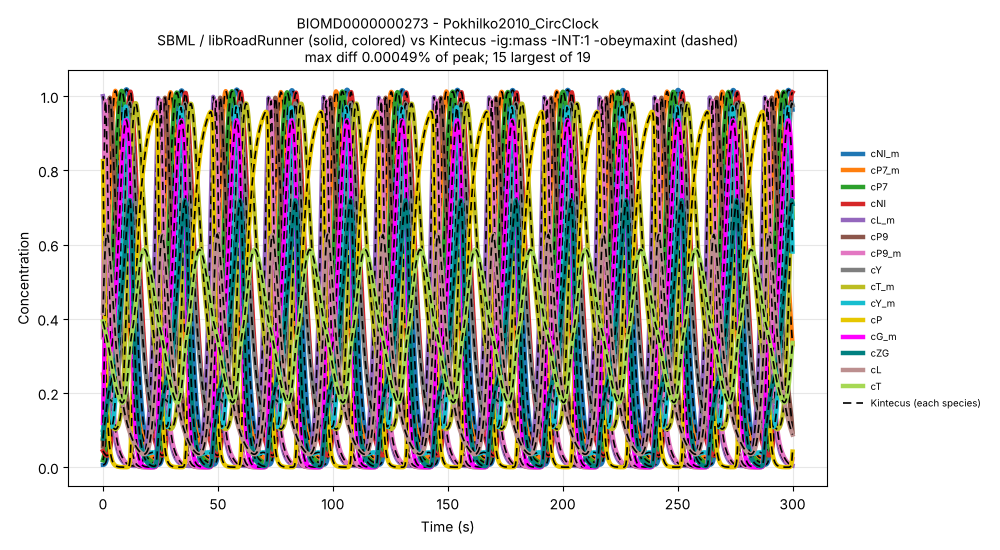 BIOMD0000000273 - Pokhilko2010_CircClock
SBML / libRoadRunner (solid, colored) vs Kintecus -ig:mass -INT:1 -obeymaxint (dashed)
max diff 0.00049% of peak; 15 largest of 19
Concentration
1.0
0.8
0.6
0.4
0.2
0.0
0
50
100
150
200
250
300
Time (s)
cNI_m
cP7_m
cP7
cNI
cL_m
cP9
cP9_m
cY
cT_m
cY_m
cP
cG_m
cZG
cL
cT
Kintecus (each species)